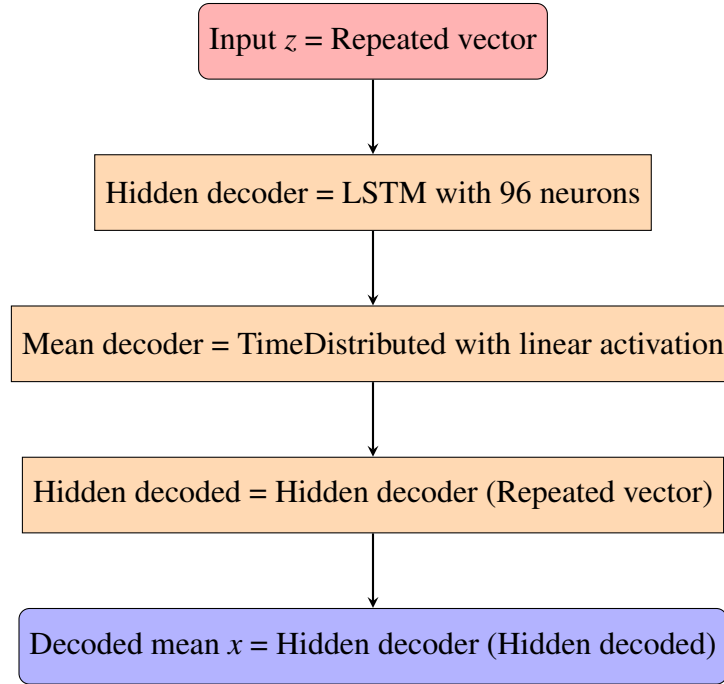 Input z = Repeated vector
Hidden decoder = LSTM with 96 neurons
Mean decoder = TimeDistributed with linear activation
Hidden decoded = Hidden decoder (Repeated vector)
Decoded mean x = Hidden decoder (Hidden decoded)